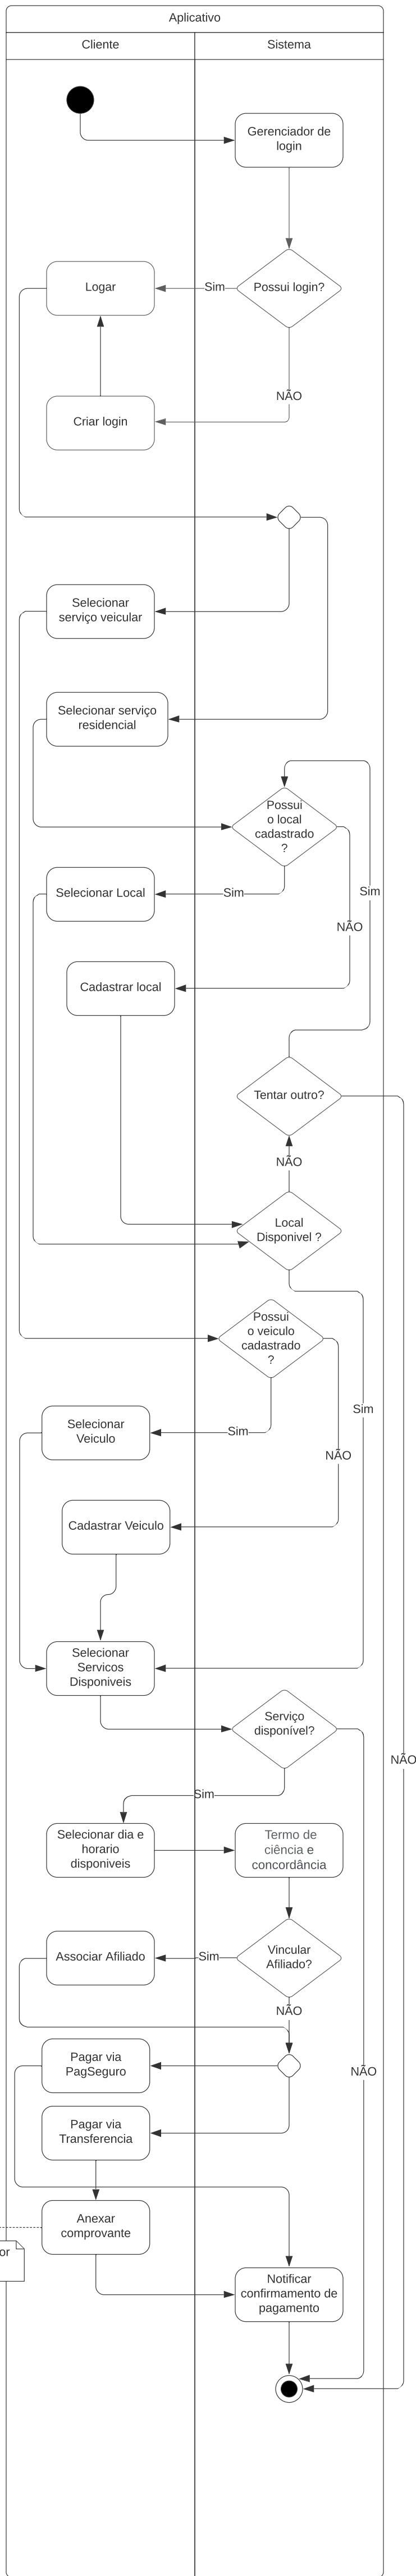 Aplicativo
Cliente
Sistema
Gerenciador de
login
Logar
Sim
Possui login?
NÃO
Criar login
Selecionar
serviço veicular
Selecionar serviço
residencial
Possui
o local
cadastrado
?
Selecionar Local
Sim
Sim
NÃO
Cadastrar local
Tentar outro?
NÃO
Local
Disponivel ?
Possui
o veiculo
cadastrado
?
Sim
Selecionar
Veiculo
Sim
NÃO
Cadastrar Veiculo
Selecionar
Servicos
Disponiveis
Serviço
disponível?
NÃO
Sim
Selecionar dia e
horario
disponiveis
Termo de
ciência e
concordância
Associar Afiliado
Sim
Vincular
Afiliado?
NÃO
Pagar via
PagSeguro
NÃO
Pagar via
Transferencia
Anexar
comprovante
or
Notificar
confirmamento de
pagamento